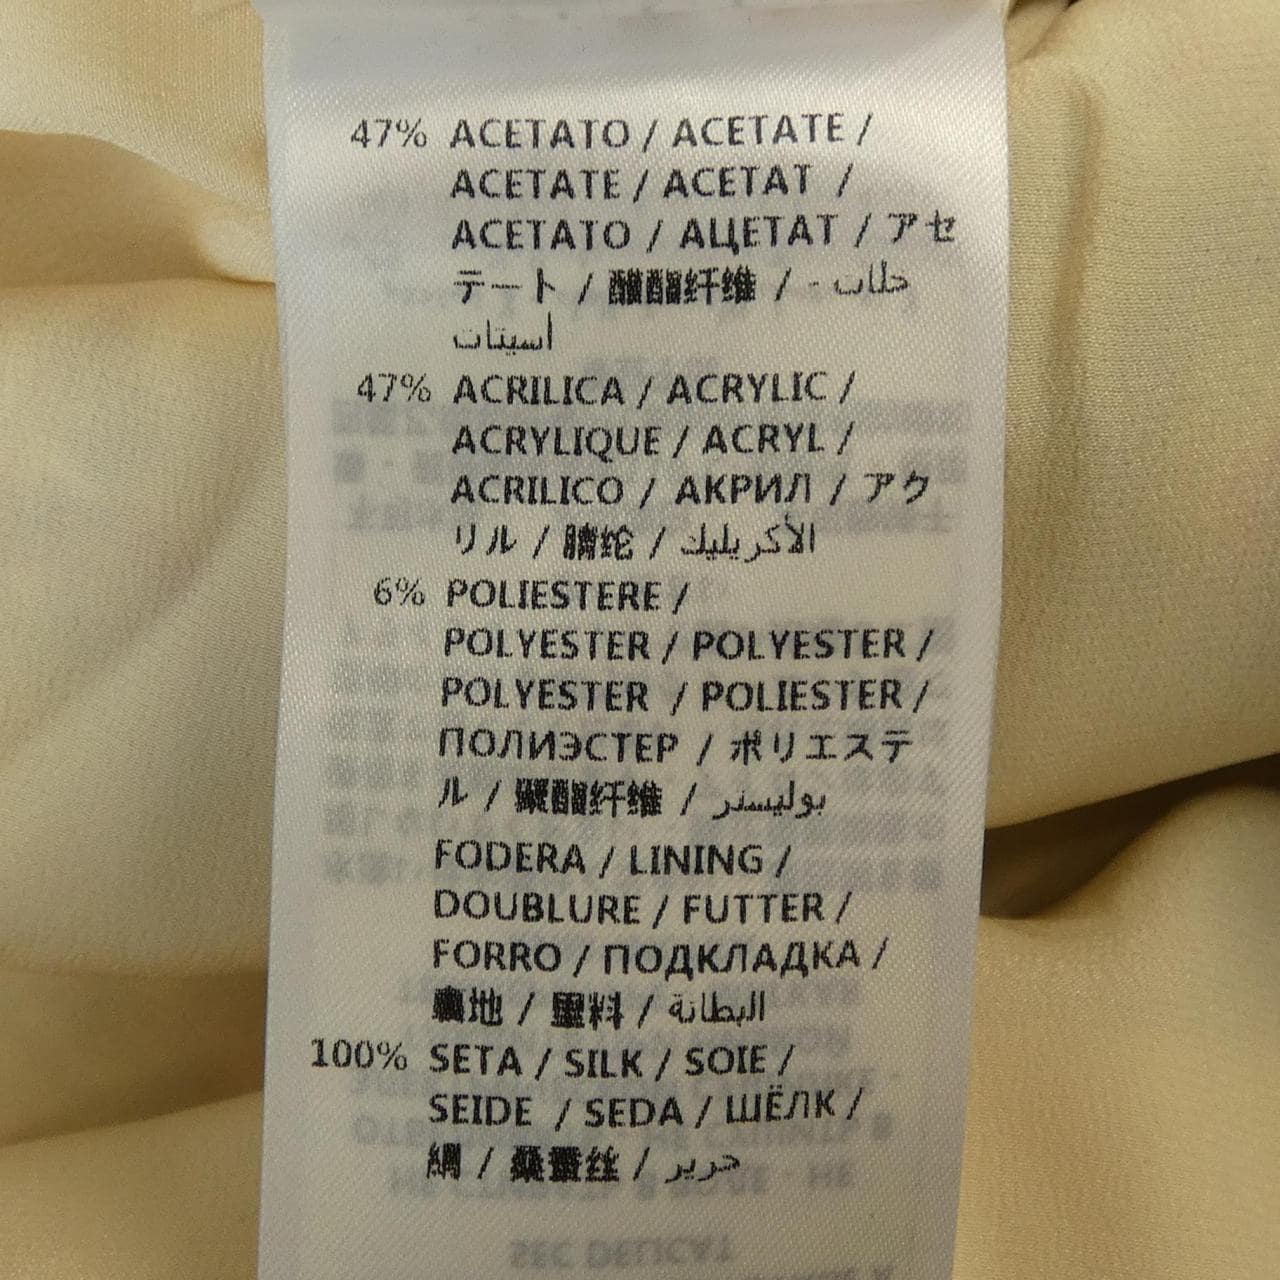 47% ACETATO / ACETATE /
ACETATE / ACETAT /
ACETATO / АЦЕТАТ / アセ
テート / 醋酯纤维 / خلات -
أسيتات
47% ACRILICA / ACRYLIC /
ACRYLIQUE / ACRYL /
ACRILICO / АКРИЛ / アク
リル / 腈纶 / الأكريليك
6% POLIESTERE /
POLYESTER / POLYESTER /
POLYESTER / POLIESTER /
ПОЛИЭСТЕР / ポリエステ
ル / 聚酯纤维 / بوليستر
FODERA / LINING /
DOUBLURE / FUTTER /
FORRO / ПОДКЛАДКА /
裏地 / 里料 / البطانة
100% SETA / SILK / SOIE /
SEIDE / SEDA / ШЁЛК /
絹 / 桑蚕丝 / حرير
SEC DELICAT